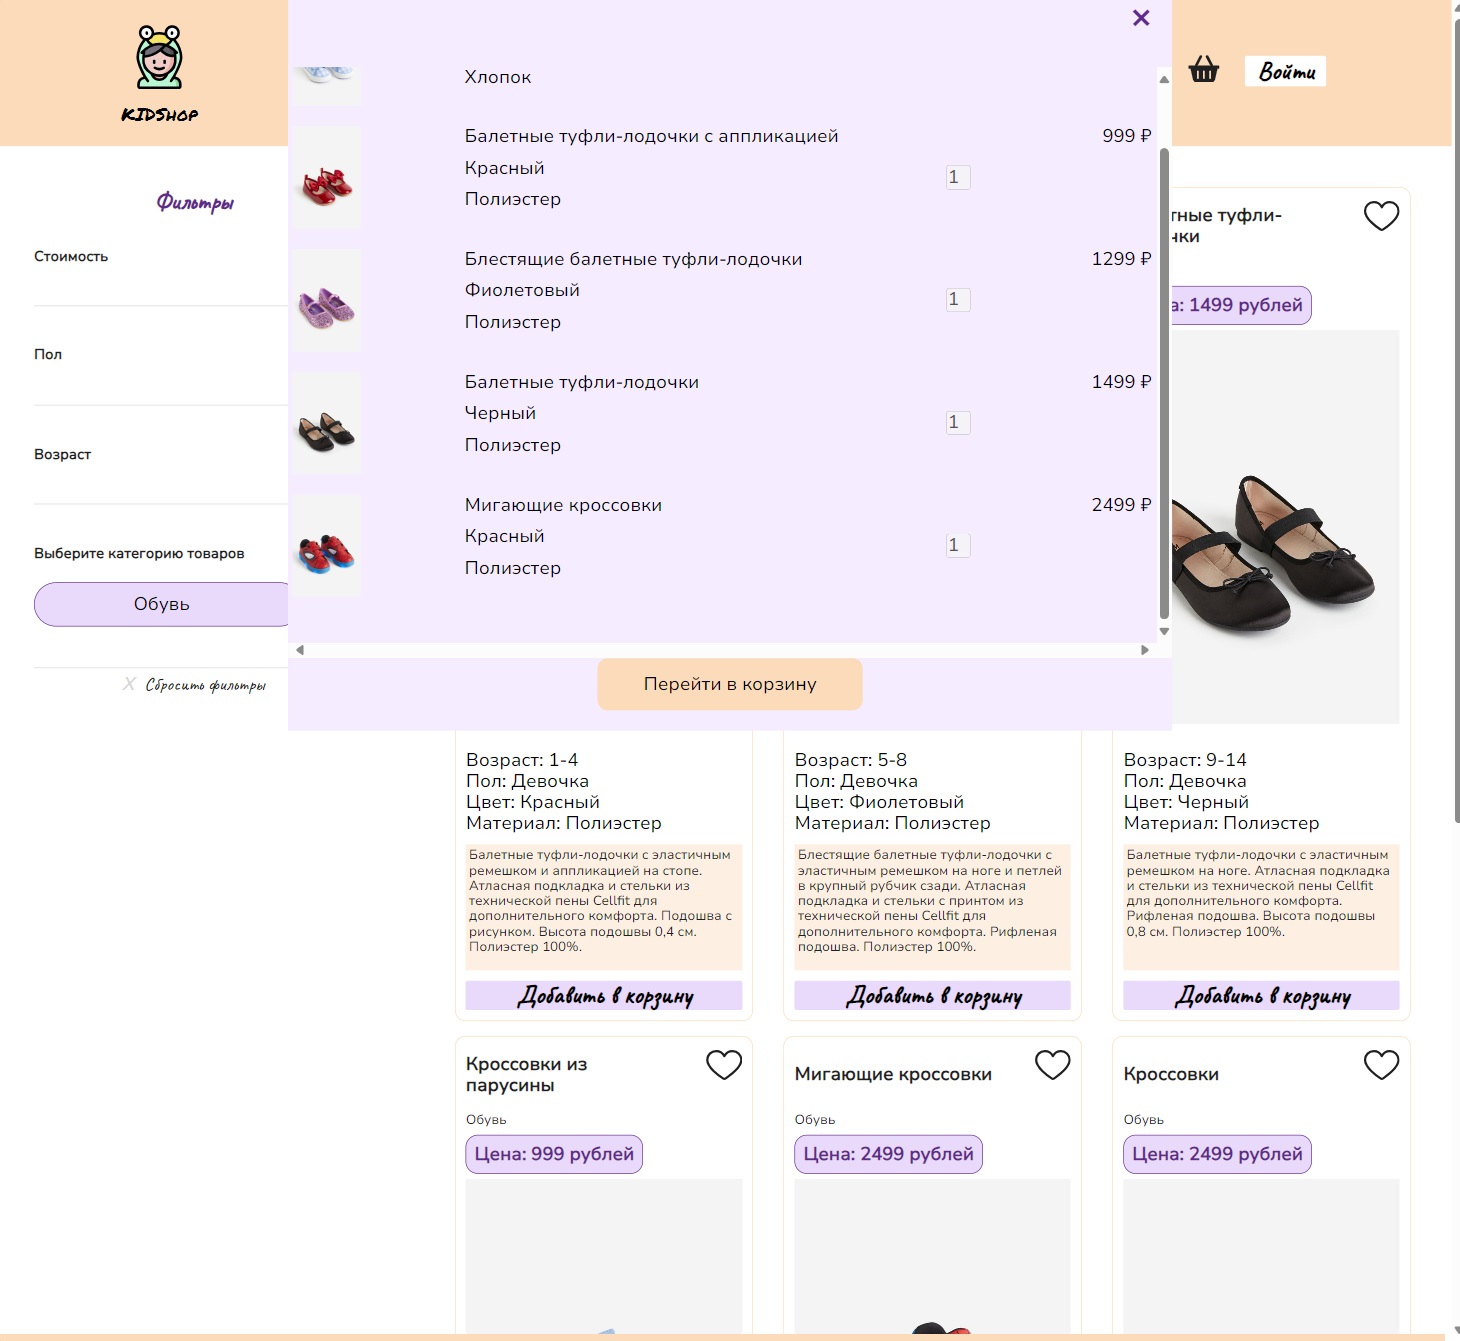 KIDSHOP
Войти
Фильтры
Стоимость
Пол
Возраст
Выберите категорию товаров
Обувь
X Сбросить фильтры
Хлопок
Балетные туфли-лодочки с аппликацией
999 ₽
Красный
1
Полиэстер
Блестящие балетные туфли-лодочки
1299 ₽
Фиолетовый
1
Полиэстер
Балетные туфли-лодочки
1499 ₽
Черный
1
Полиэстер
Мигающие кроссовки
2499 ₽
Красный
1
Полиэстер
Перейти в корзину
тные туфли-
чки
а: 1499 рублей
Возраст: 1-4
Пол: Девочка
Цвет: Красный
Материал: Полиэстер
Балетные туфли-лодочки с эластичным
ремешком и аппликацией на стопе.
Атласная подкладка и стельки из
технической пены Cellfit для
дополнительного комфорта. Подошва с
рисунком. Высота подошвы 0,4 см.
Полиэстер 100%.
Добавить в корзину
Возраст: 5-8
Пол: Девочка
Цвет: Фиолетовый
Материал: Полиэстер
Блестящие балетные туфли-лодочки с
эластичным ремешком на ноге и петлей
в крупный рубчик сзади. Атласная
подкладка и стельки с принтом из
технической пены Cellfit для
дополнительного комфорта. Рифленая
подошва. Полиэстер 100%.
Добавить в корзину
Возраст: 9-14
Пол: Девочка
Цвет: Черный
Материал: Полиэстер
Балетные туфли-лодочки с эластичным
ремешком на ноге. Атласная подкладка
и стельки из технической пены Cellfit
для дополнительного комфорта.
Рифленая подошва. Высота подошвы
0,8 см. Полиэстер 100%.
Добавить в корзину
Кроссовки из
парусины
Обувь
Цена: 999 рублей
Мигающие кроссовки
Обувь
Цена: 2499 рублей
Кроссовки
Обувь
Цена: 2499 рублей